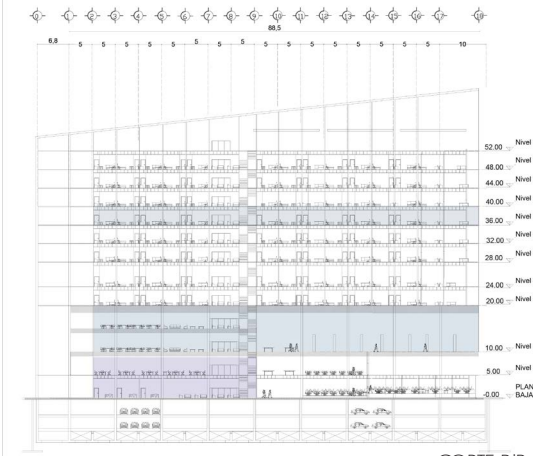 0 1 2 3 4 5 6 7 8 9 10 11 12 13 14 15 16 17 18
88,5
6,8 5 5 5 5 5 5 5 5 5 5 5 5 5 5 5 10
52.00 Nivel
48.00 Nivel
44.00 Nivel
40.00 Nivel
36.00 Nivel
32.00 Nivel
28.00 Nivel
24.00 Nivel
20.00 Nivel
10.00 Nivel
5.00 Nivel
-0.00 PLAN
BAJA